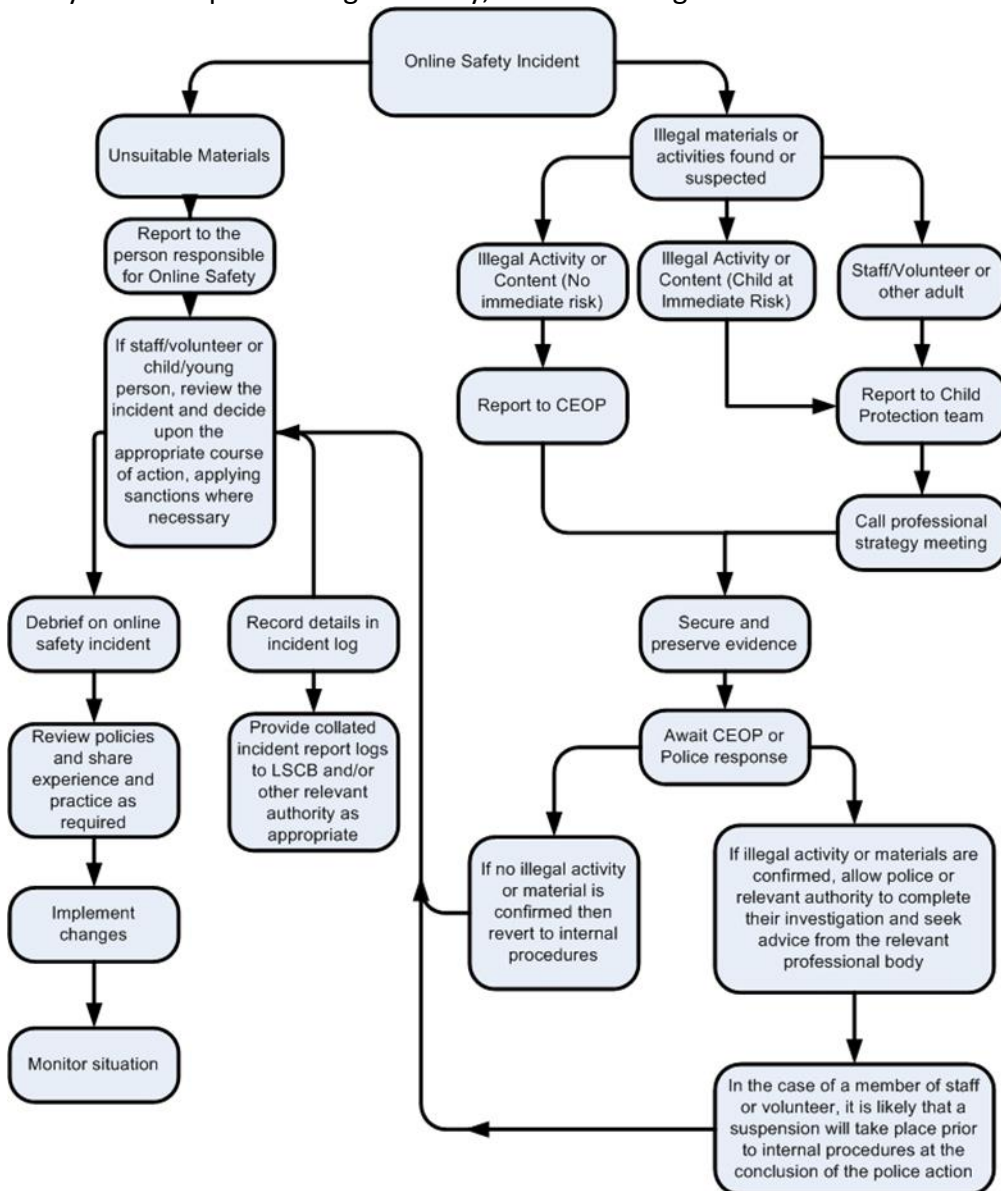 Online Safety Incident
Unsuitable Materials
Report to the
person responsible
for Online Safety
If staff/volunteer or
child/young
person, review the
incident and decide
upon the
appropriate course
of action, applying
sanctions where
necessary
Debrief on online
safety incident
Review policies
and share
experience and
practice as
required
Implement
changes
Monitor situation
Record details in
incident log
Provide collated
incident report logs
to LSCB and/or
other relevant
authority as
appropriate
Illegal materials or
activities found or
suspected
Illegal Activity or
Content (No
immediate risk)
Illegal Activity or
Content (Child at
Immediate Risk)
Staff/Volunteer or
other adult
Report to CEOP
Report to Child
Protection team
Call professional
strategy meeting
Secure and
preserve evidence
Await CEOP or
Police response
If no illegal activity
or material is
confirmed then
revert to internal
procedures
If illegal activity or materials are
confirmed, allow police or
relevant authority to complete
their investigation and seek
advice from the relevant
professional body
In the case of a member of staff
or volunteer, it is likely that a
suspension will take place prior
to internal procedures at the
conclusion of the police action